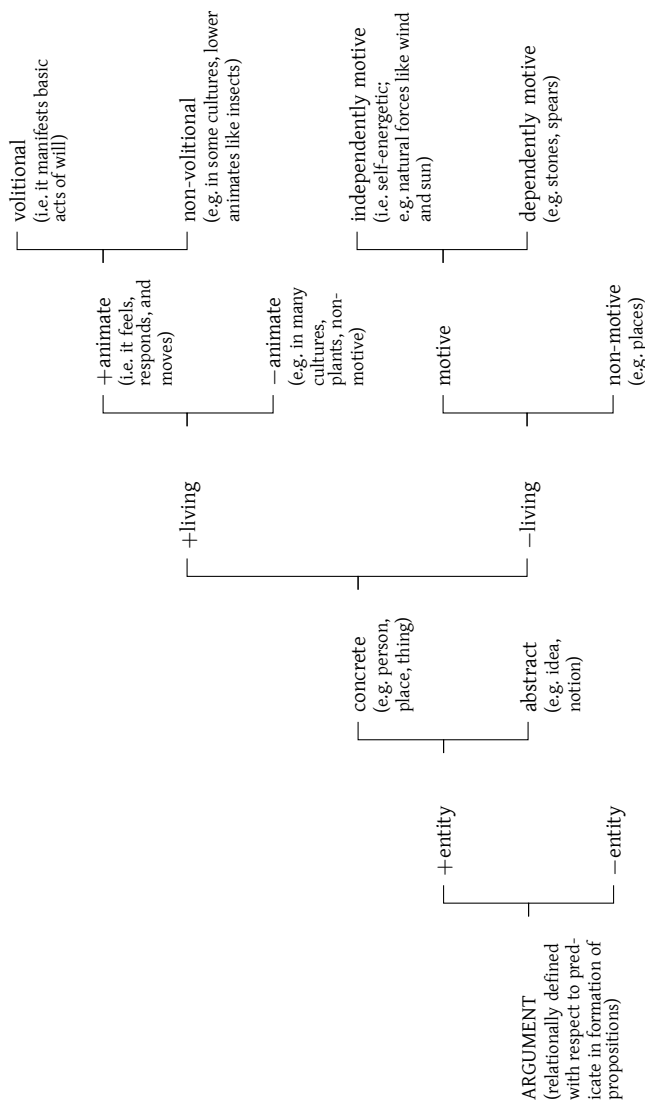 ARGUMENT
(relationally defined
with respect to pred-
icate in formation of
propositions)
+entity
−entity
concrete
(e.g. person,
place, thing)
abstract
(e.g. idea,
notion)
+living
−living
+animate
(i.e. it feels,
responds, and
moves)
−animate
(e.g. in many
cultures,
plants, non-
motive)
motive
non-motive
(e.g. places)
volitional
(i.e. it manifests basic
acts of will)
non-volitional
(e.g. in some cultures, lower
animates like insects)
independently motive
(i.e. self-energetic;
e.g. natural forces like wind
and sun)
dependently motive
(e.g. stones, spears)